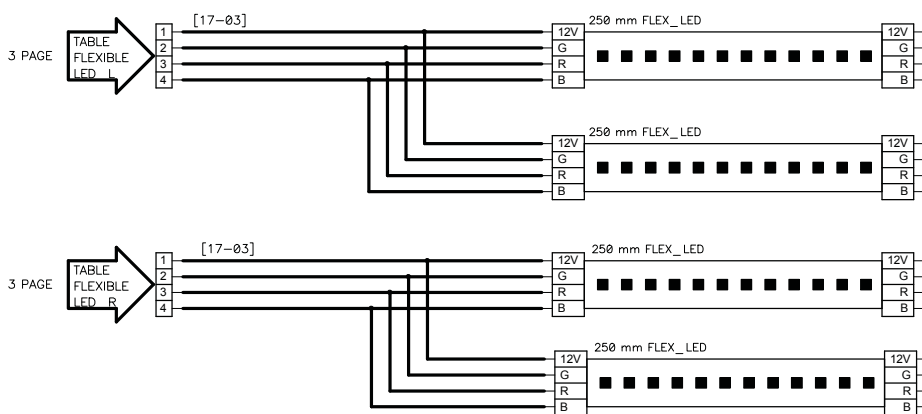 [17-03]
250 mm FLEX_LED
3 PAGE
TABLE
FLEXIBLE
LED L
1
2
3
4
12V
G
R
B
12V
G
R
B
250 mm FLEX_LED
12V
G
R
B
12V
G
R
B
[17-03]
250 mm FLEX_LED
3 PAGE
TABLE
FLEXIBLE
LED R
1
2
3
4
12V
G
R
B
12V
G
R
B
250 mm FLEX_LED
12V
G
R
B
12V
G
R
B